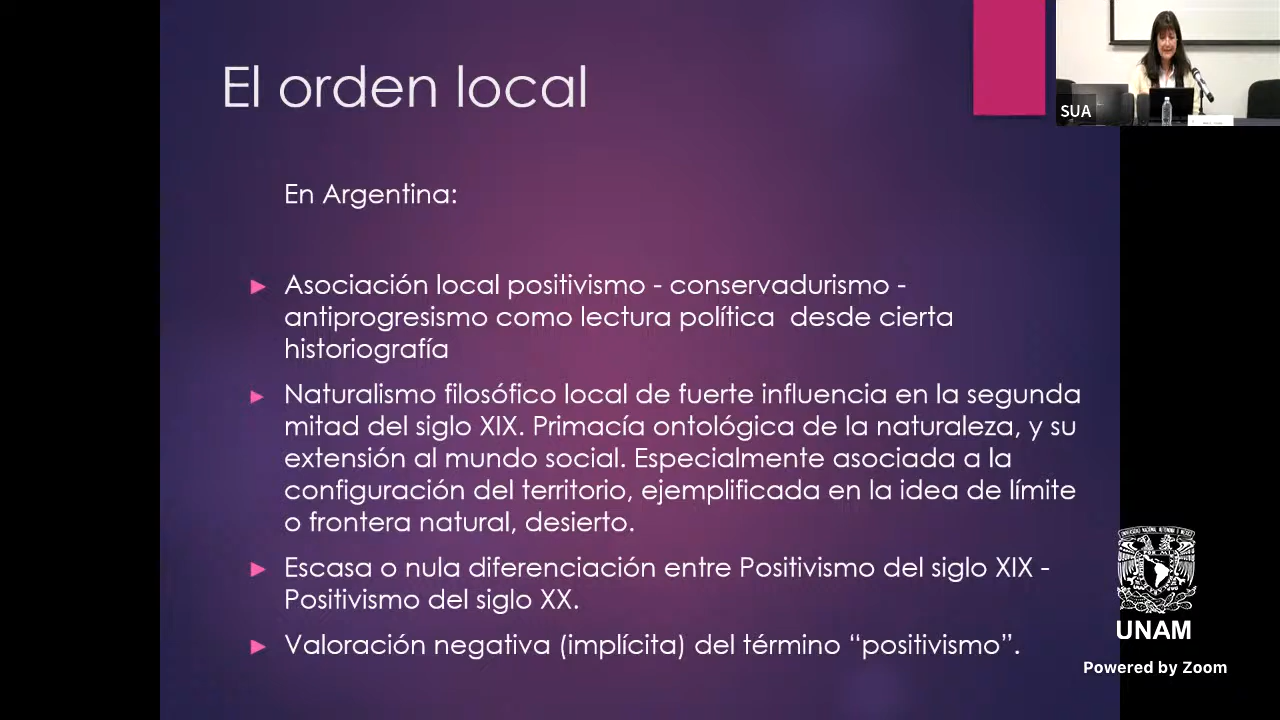 El orden local
SUA
En Argentina:
Asociación local positivismo - conservadurismo -
antiprogresismo como lectura política desde cierta
historiografía
Naturalismo filosófico local de fuerte influencia en la segunda
mitad del siglo XIX. Primacía ontológica de la naturaleza, y su
extensión al mundo social. Especialmente asociada a la
configuración del territorio, ejemplificada en la idea de límite
o frontera natural, desierto.
Escasa o nula diferenciación entre Positivismo del siglo XIX -
Positivismo del siglo XX.
Valoración negativa (implícita) del término “positivismo”.
UNAM
Powered by Zoom